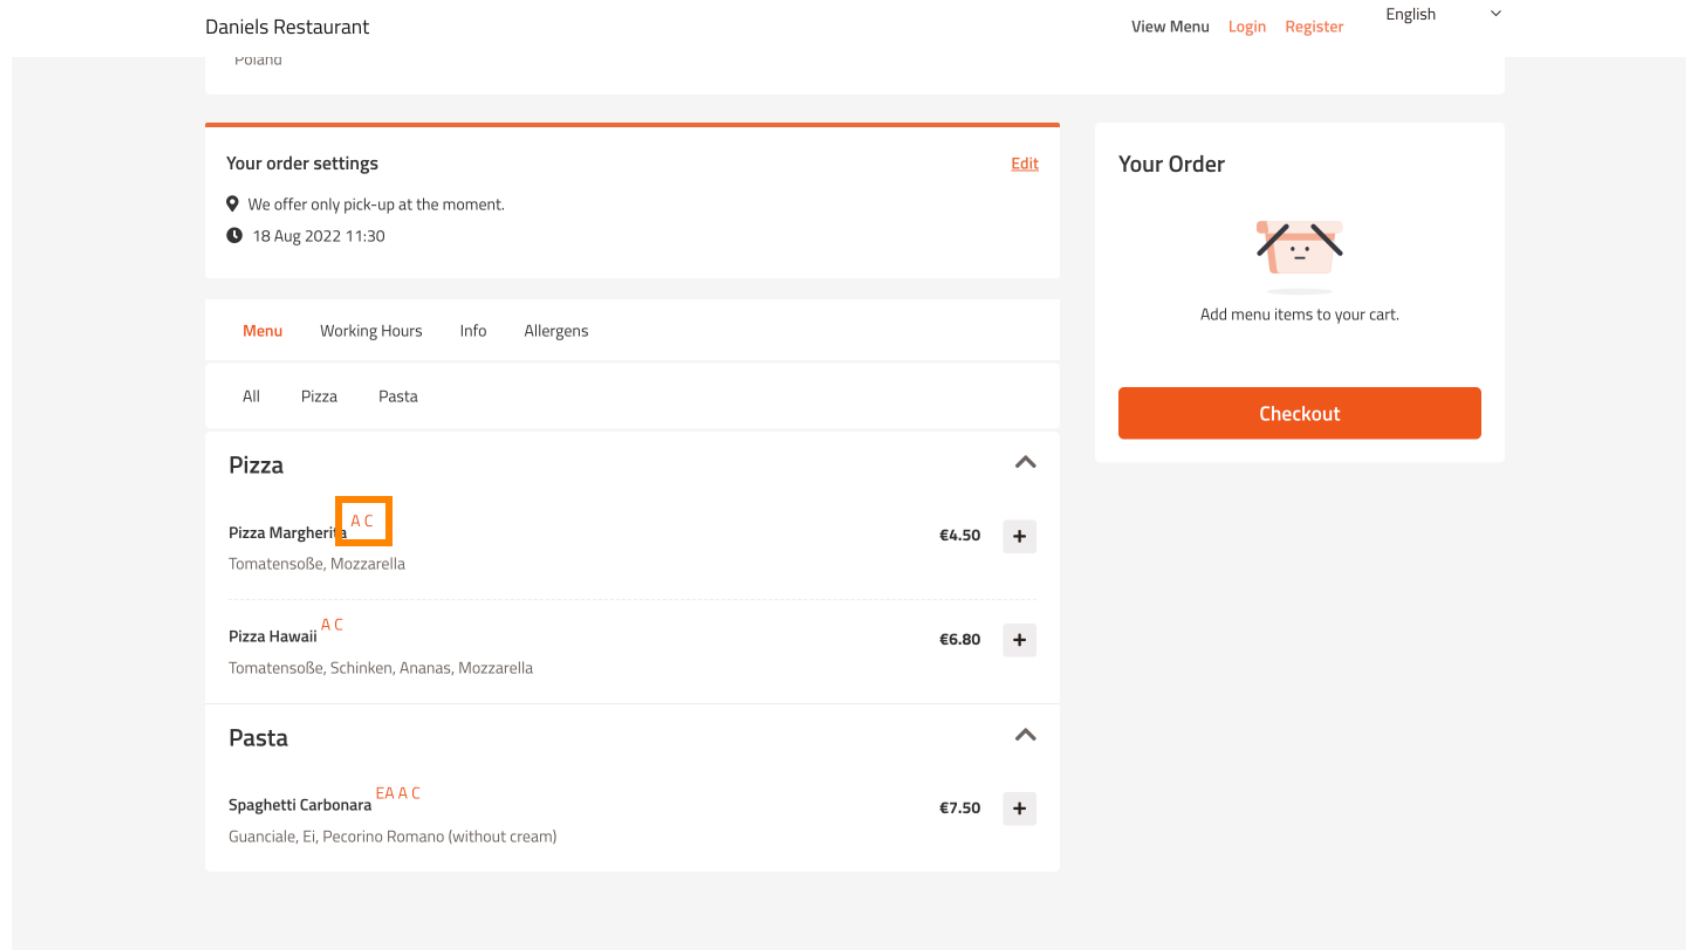 Daniels Restaurant
View Menu Login Register English
Poland
Your order settings
Edit
We offer only pick-up at the moment.
18 Aug 2022 11:30
Menu Working Hours Info Allergens
All Pizza Pasta
Pizza
Pizza Margherita A C
€4.50 +
Tomatensoße, Mozzarella
Pizza Hawaii A C
€6.80 +
Tomatensoße, Schinken, Ananas, Mozzarella
Pasta
Spaghetti Carbonara EA A C
€7.50 +
Guanciale, Ei, Pecorino Romano (without cream)
Your Order
Add menu items to your cart.
Checkout